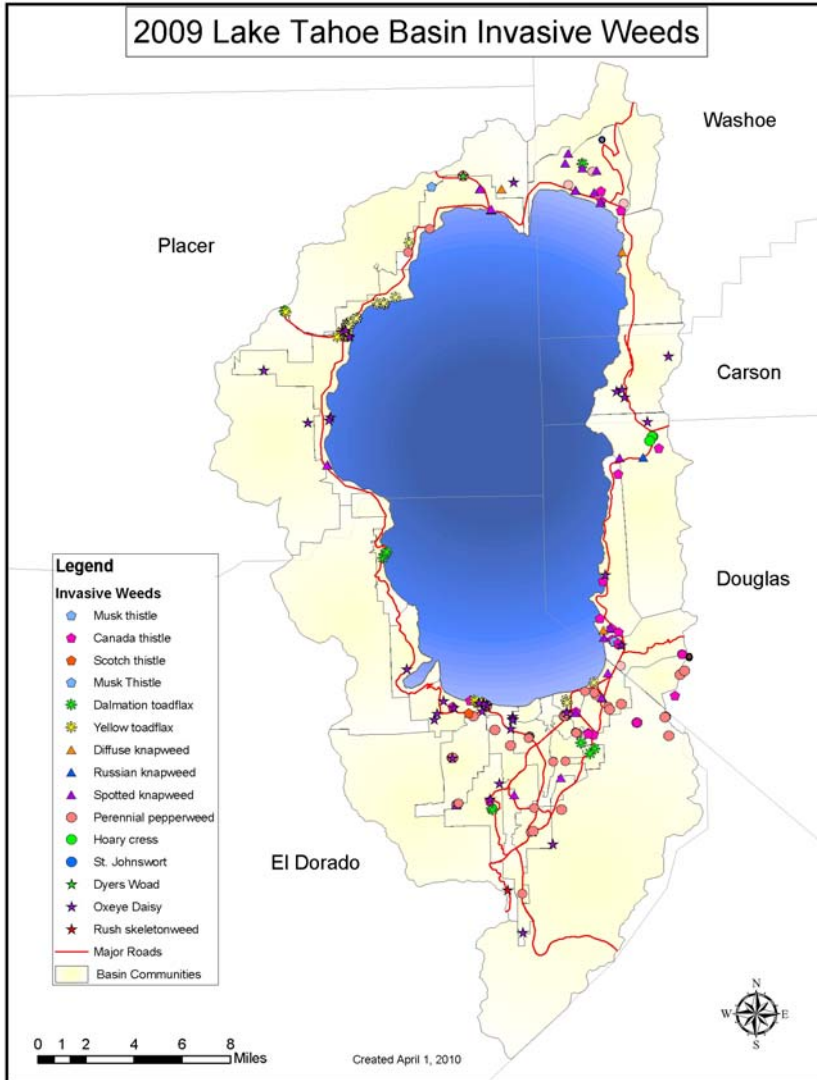 2009 Lake Tahoe Basin Invasive Weeds
Washoe
Placer
Carson
Douglas
El Dorado
Legend
Invasive Weeds
Musk thistle
Canada thistle
Scotch thistle
Musk Thistle
Dalmation toadflax
Yellow toadflax
Diffuse knapweed
Russian knapweed
Spotted knapweed
Perennial pepperweed
Hoary cress
St. Johnswort
Dyers Woad
Oxeye Daisy
Rush skeletonweed
Major Roads
Basin Communities
N
W E
S
0 1 2 4 6 8
Miles
Created April 1, 2010